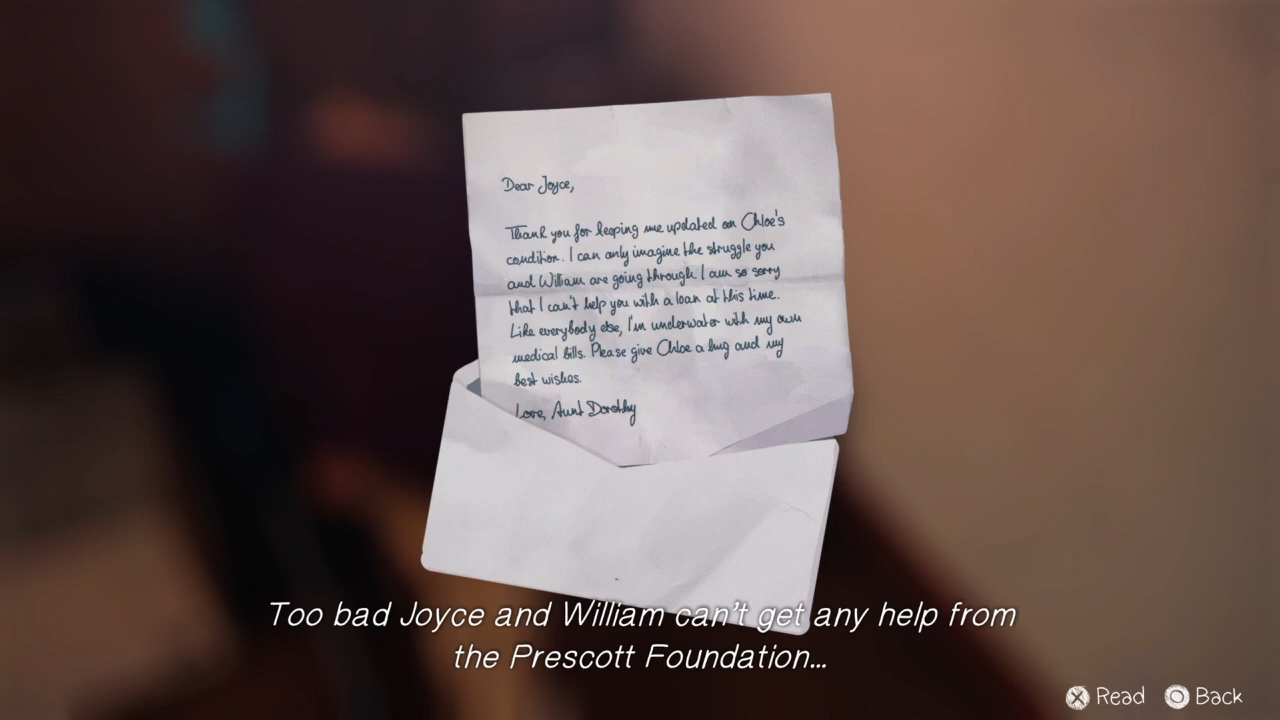 Dear Joyce,
Thank you for keeping me updated on Chloe's
condition. I can only imagine the struggle you
and William are going through. I am so sorry
that I can't help you with a loan at this time.
Like everybody else, I'm underwater with my own
medical bills. Please give Chloe a hug and my
best wishes.
Love, Aunt Dorothy
Too bad Joyce and William can't get any help from
the Prescott Foundation...
Read Back